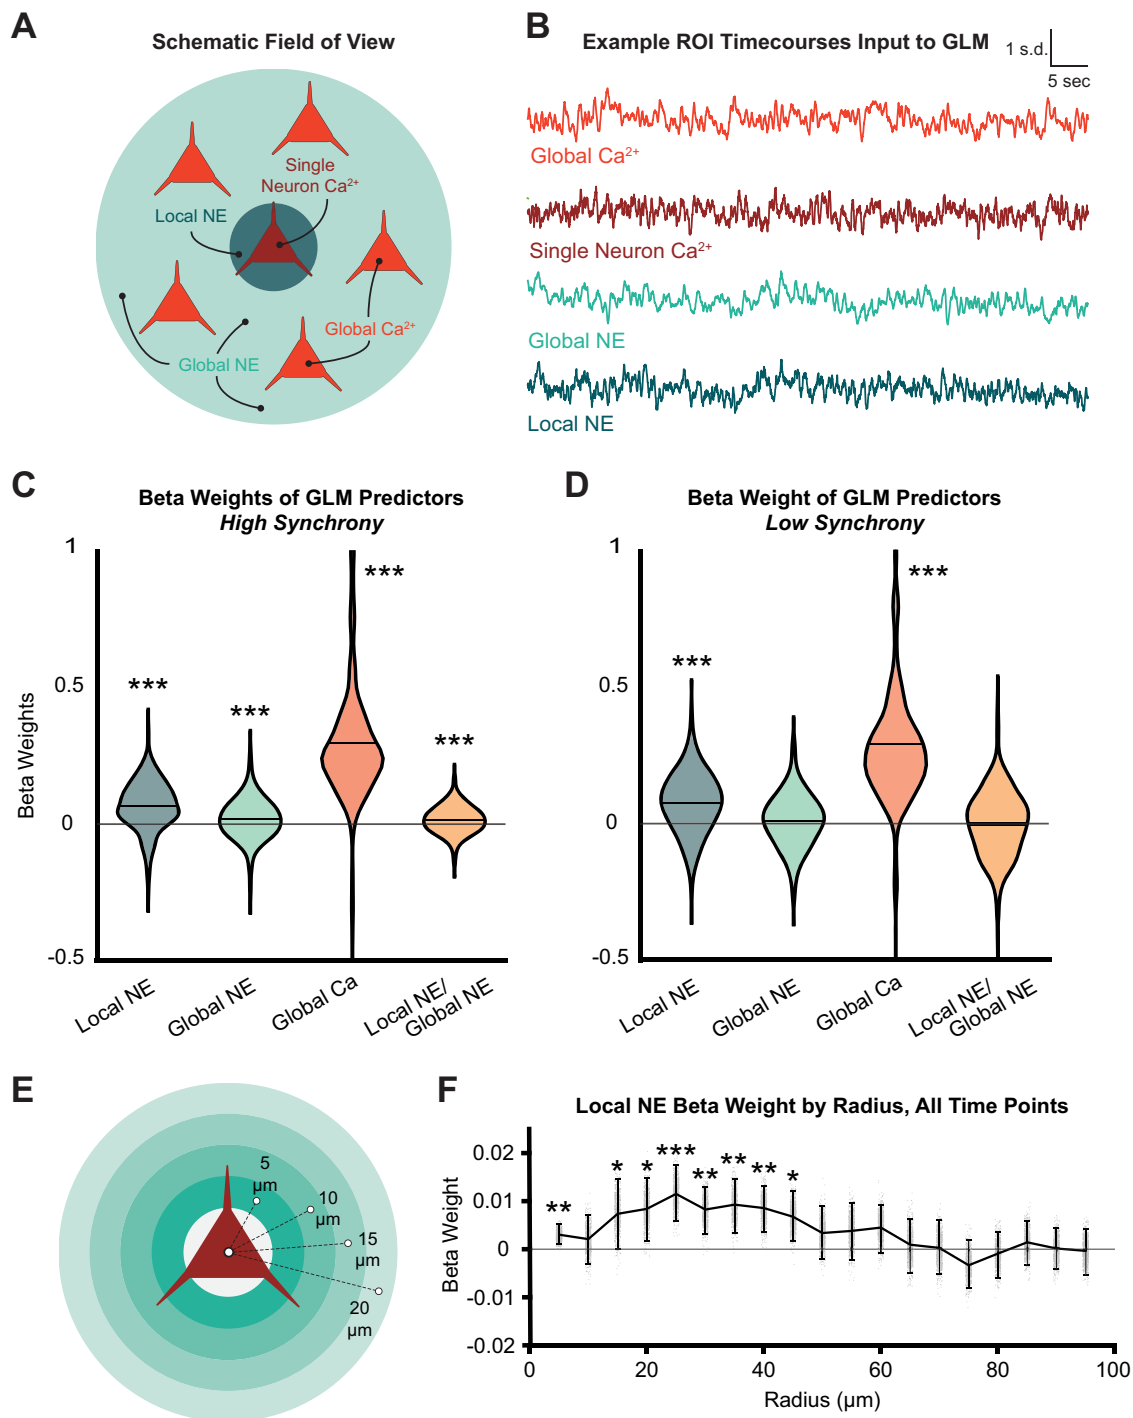 A
Schematic Field of View
Single
Neuron Ca²⁺
Local NE
Global Ca²⁺
Global NE
B
Example ROI Timecourses Input to GLM
1 s.d.
5 sec
Global Ca²⁺
Single Neuron Ca²⁺
Global NE
Local NE
C
Beta Weights of GLM Predictors
High Synchrony
Beta Weights
1
0.5
0
-0.5
***
***
***
***
Local NE
Global NE
Global Ca
Local NE/
Global NE
D
Beta Weight of GLM Predictors
Low Synchrony
1
0.5
0
-0.5
***
***
Local NE
Global NE
Global Ca
Local NE/
Global NE
E
5
µm
10
µm
15
µm
20
µm
F
Local NE Beta Weight by Radius, All Time Points
Beta Weight
0.02
0.01
0
-0.01
-0.02
**
*
*
***
**
**
**
*
0
20
40
60
80
100
Radius (µm)